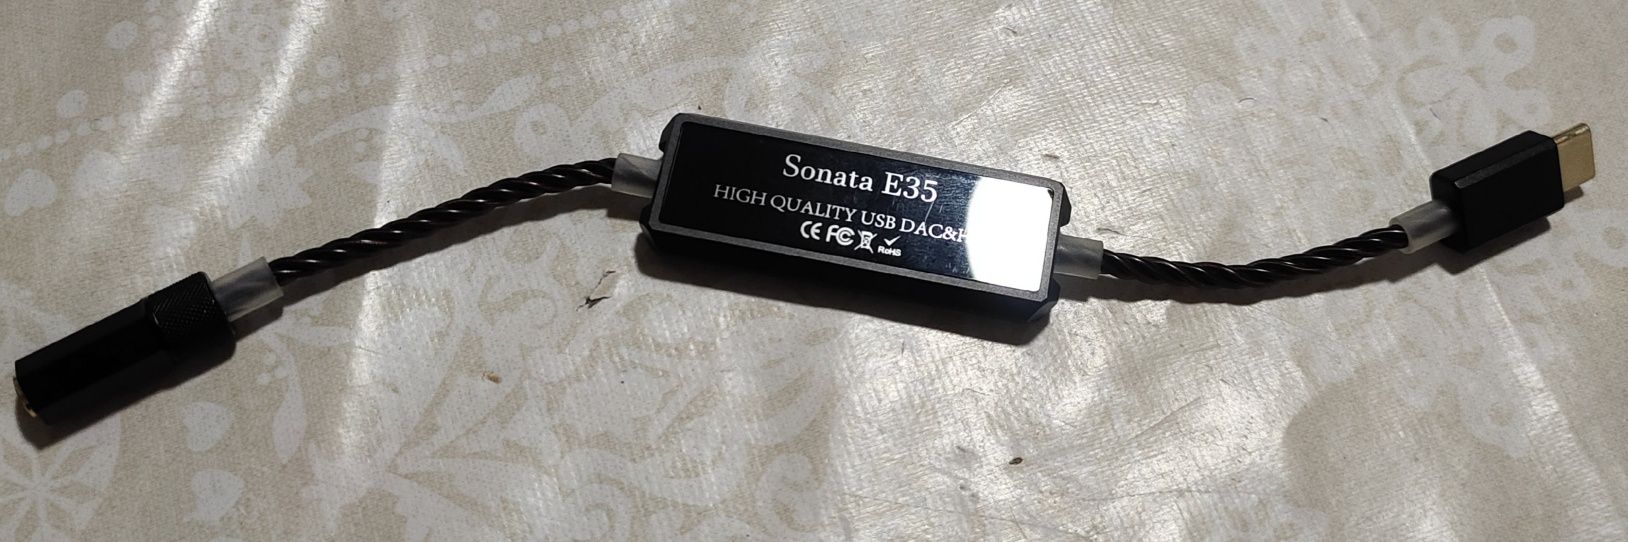 Sonata E35
HIGH QUALITY USB DAC&
CE FC
RoHS